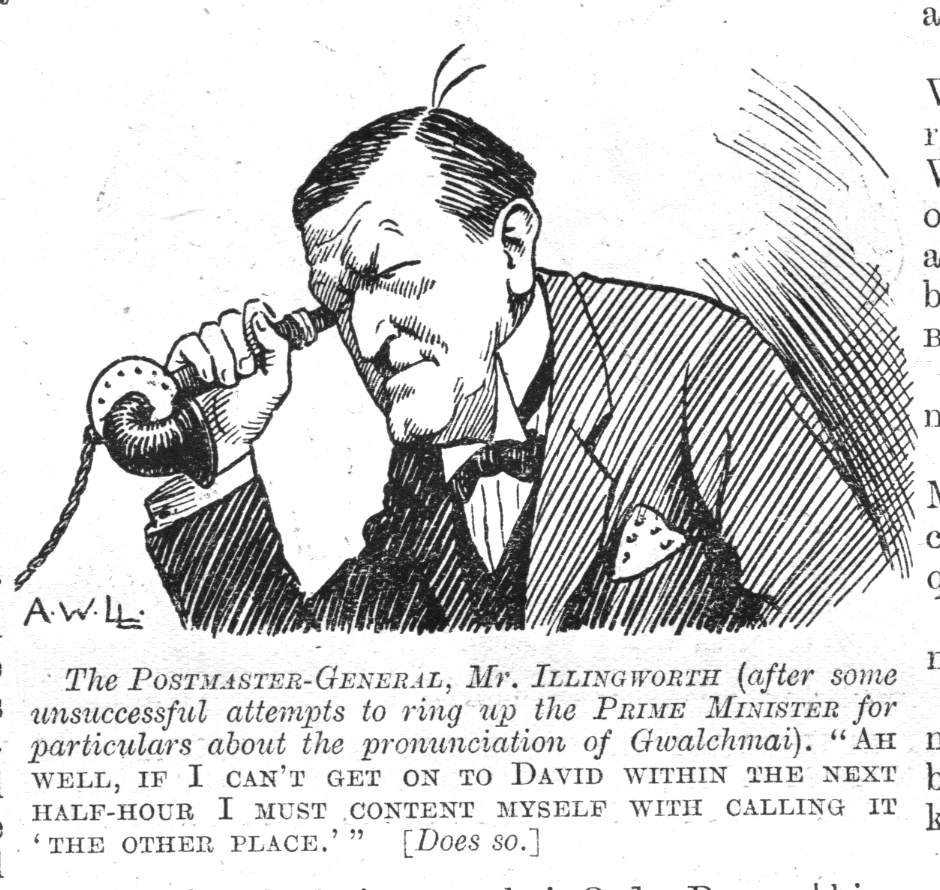 A.W.LL.
The POSTMASTER-GENERAL, Mr. ILLINGWORTH (after some
unsuccessful attempts to ring up the PRIME MINISTER for
particulars about the pronunciation of Gwalchmai). "AH
WELL, IF I CAN'T GET ON TO DAVID WITHIN THE NEXT
HALF-HOUR I MUST CONTENT MYSELF WITH CALLING IT
'THE OTHER PLACE.'" [Does so.]